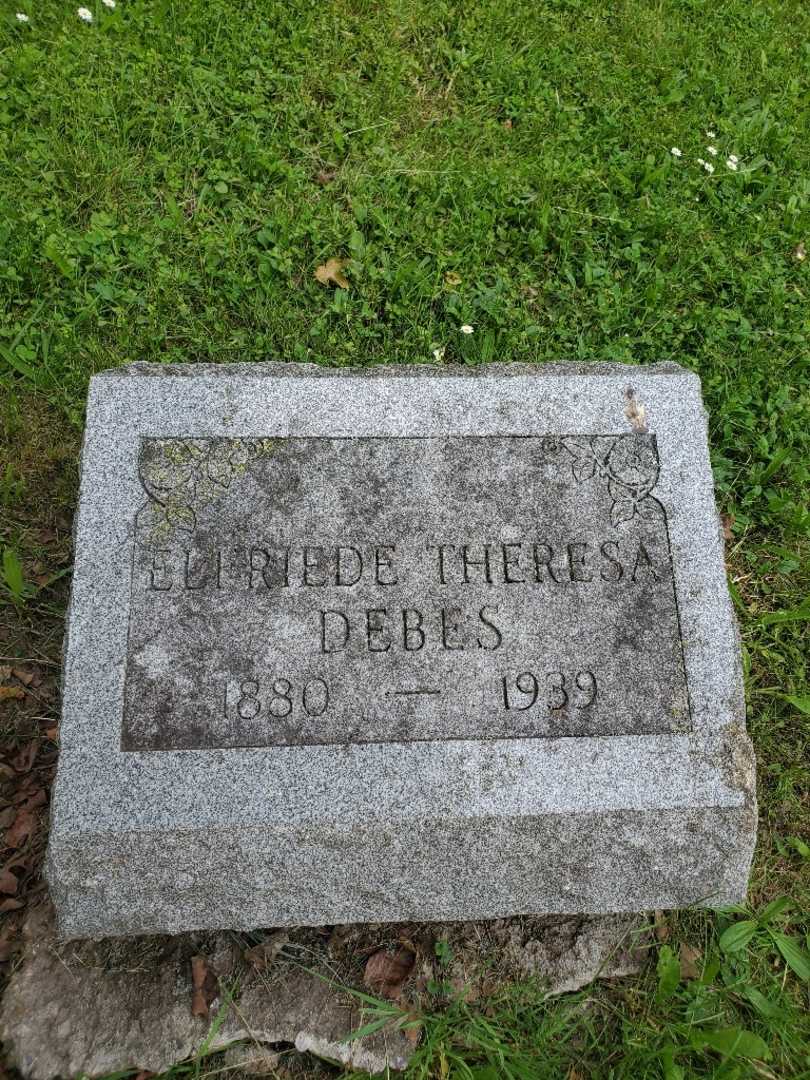 ELFRIEDE THERESA
DEBES
1880 — 1939